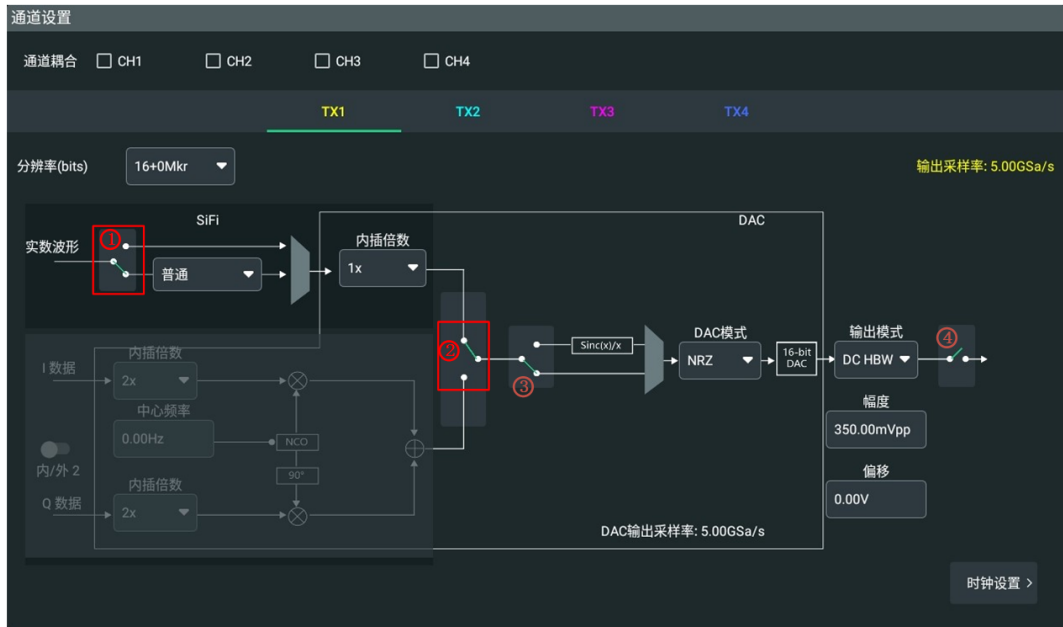 通道设置
通道耦合 CH1 CH2 CH3 CH4
TX1 TX2 TX3 TX4
分辨率(bits) 16+0Mkr 输出采样率: 5.00GSa/s
SiFi DAC
实数波形 ① 普通
内插倍数
1x
② ③ Sinc(x)/x
DAC模式
NRZ
16-bit
DAC
输出模式
DC HBW
④
幅度
350.00mVpp
偏移
0.00V
I 数据
内插倍数
2x
中心频率
0.00Hz
NCO
90°
内/外 2
Q 数据
内插倍数
2x
DAC输出采样率: 5.00GSa/s
时钟设置 >